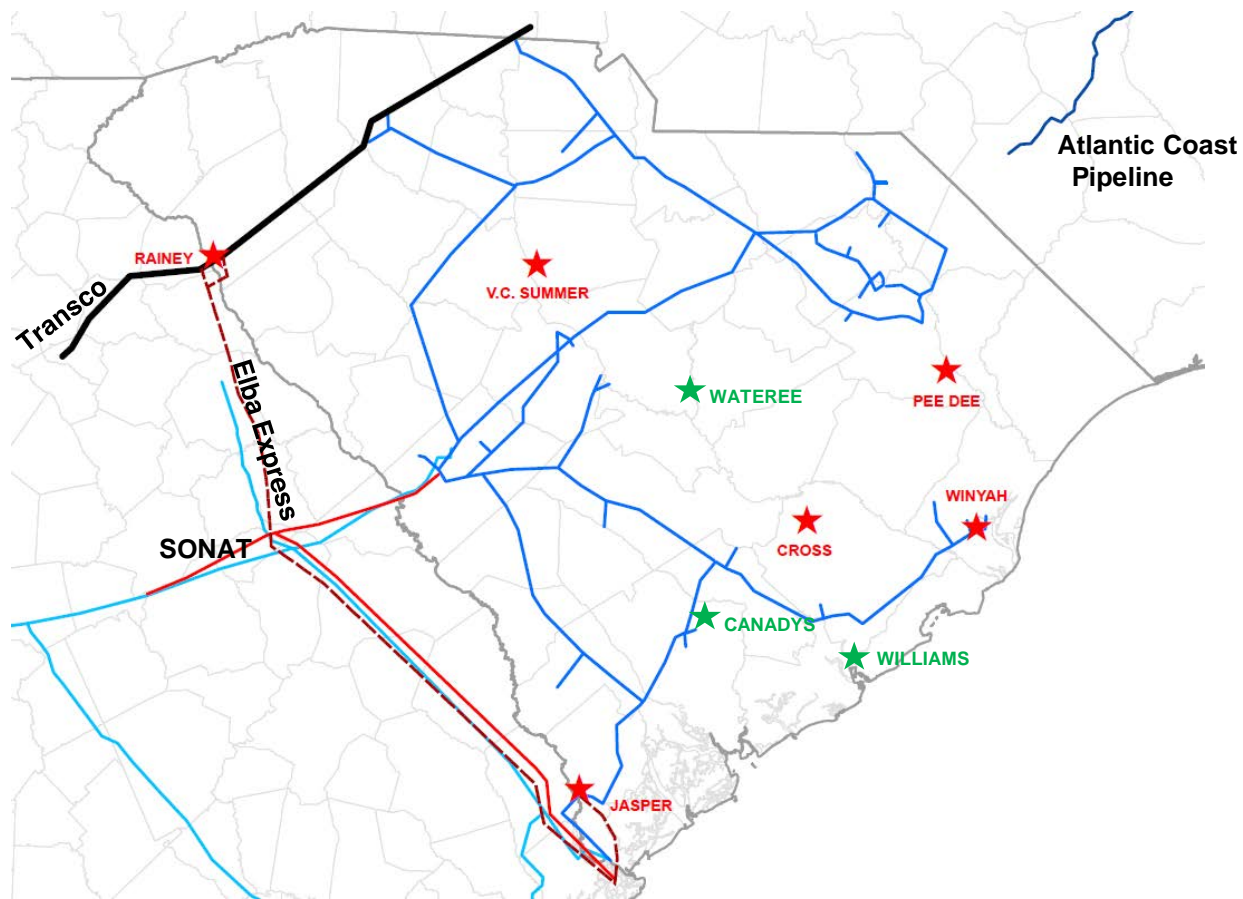 Atlantic Coast
Pipeline
RAINEY
V.C. SUMMER
Transco
Elba Express
WATEREE
PEE DEE
WINYAH
SONAT
CROSS
CANADYS
WILLIAMS
JASPER